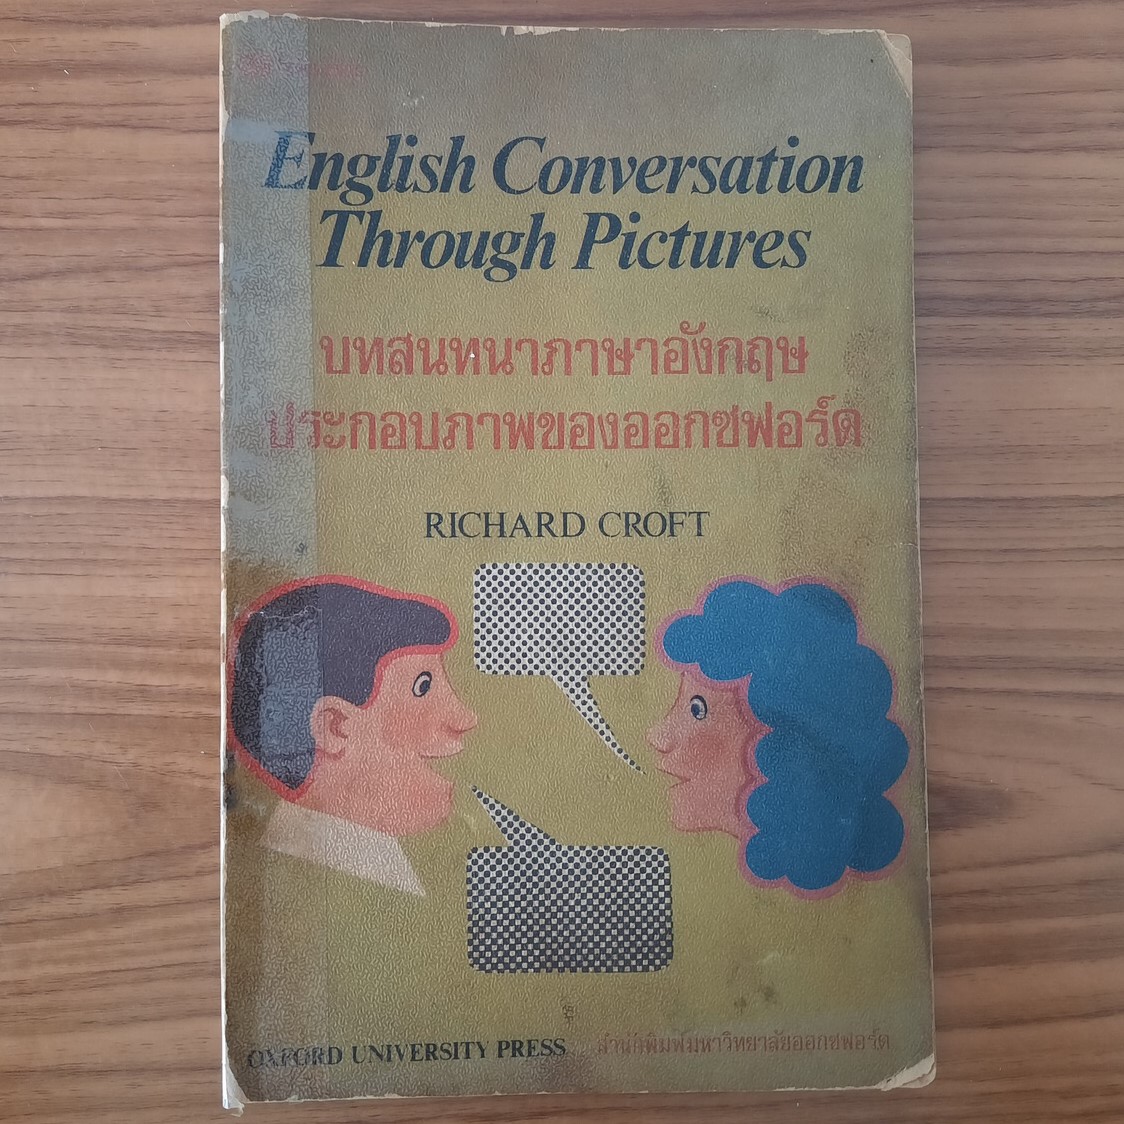 English Conversation
Through Pictures
บทสนทนาภาษาอังกฤษ
ประกอบภาพของออกซฟอร์ด
RICHARD CROFT
OXFORD UNIVERSITY PRESS สำนักพิมพ์มหาวิทยาลัยออกซฟอร์ด